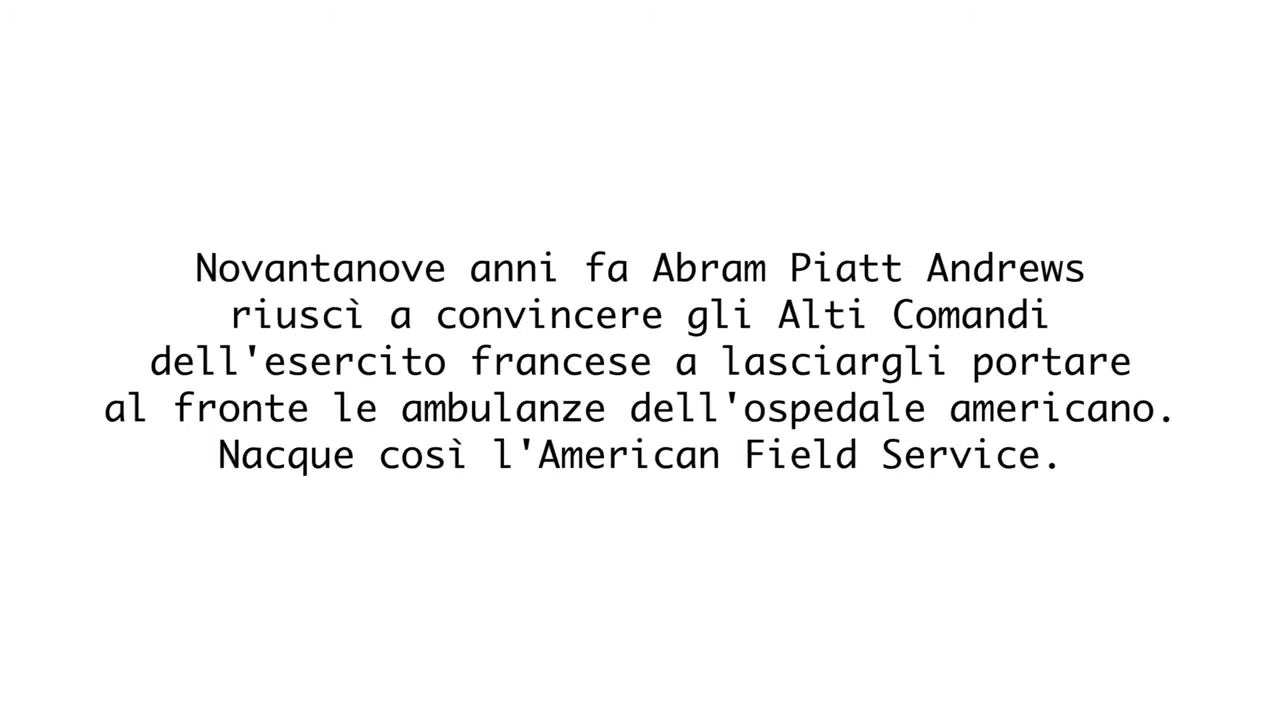 Novantanove anni fa Abram Piatt Andrews
riuscì a convincere gli Alti Comandi
dell'esercito francese a lasciargli portare
al fronte le ambulanze dell'ospedale americano.
Nacque così l'American Field Service.